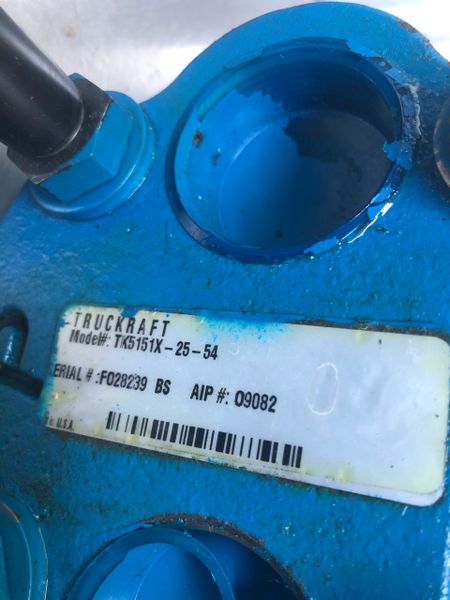 TRUCKRAFT
Model#: TK5151X-25-54
ERIAL #:F028239 BS AIP #: 09082
U.S.A.